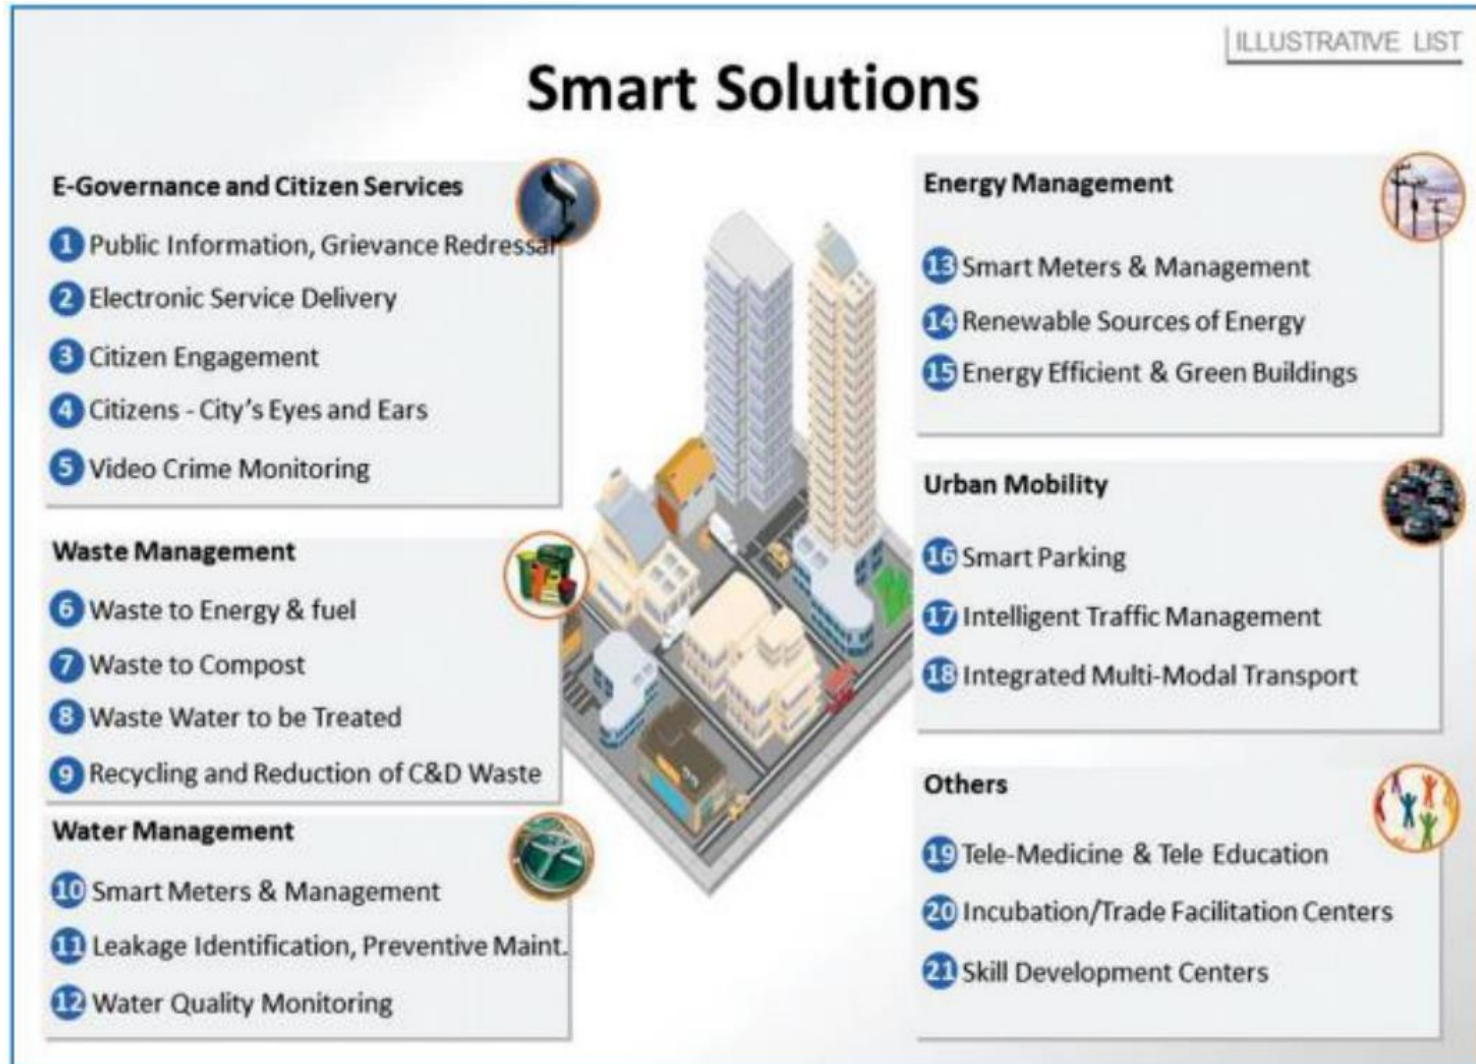 ILLUSTRATIVE LIST
Smart Solutions
E-Governance and Citizen Services
1 Public Information, Grievance Redressal
2 Electronic Service Delivery
3 Citizen Engagement
4 Citizens - City's Eyes and Ears
5 Video Crime Monitoring
Waste Management
6 Waste to Energy & fuel
7 Waste to Compost
8 Waste Water to be Treated
9 Recycling and Reduction of C&D Waste
Water Management
10 Smart Meters & Management
11 Leakage Identification, Preventive Maint.
12 Water Quality Monitoring
Energy Management
13 Smart Meters & Management
14 Renewable Sources of Energy
15 Energy Efficient & Green Buildings
Urban Mobility
16 Smart Parking
17 Intelligent Traffic Management
18 Integrated Multi-Modal Transport
Others
19 Tele-Medicine & Tele Education
20 Incubation/Trade Facilitation Centers
21 Skill Development Centers